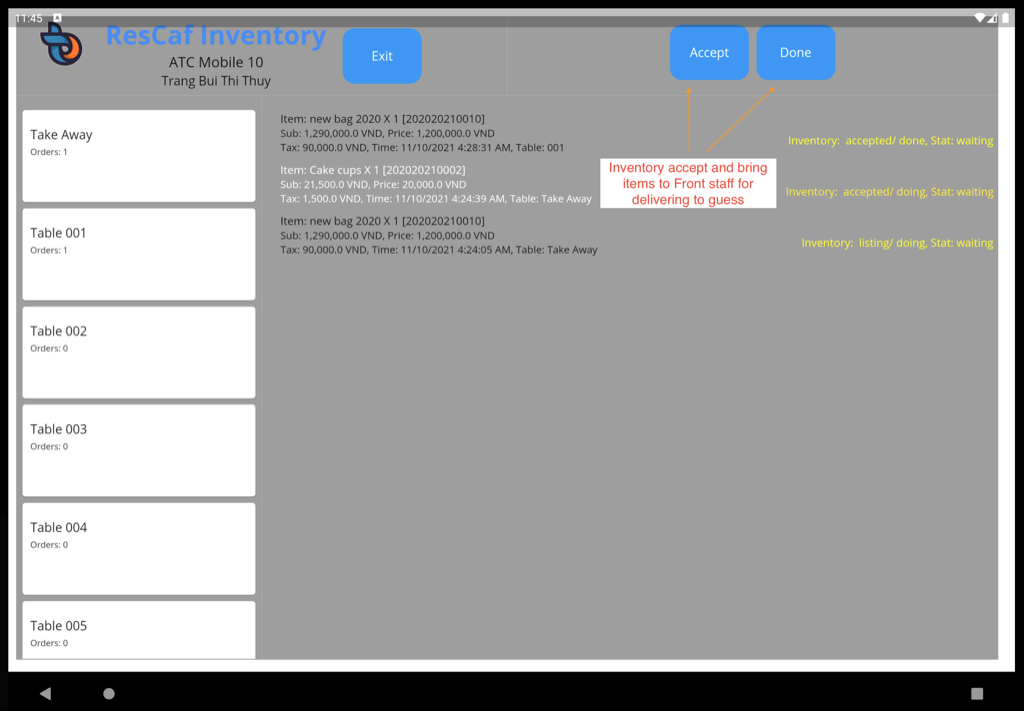 11:45
ResCaf Inventory
ATC Mobile 10
Trang Bui Thi Thuy
Exit
Accept
Done
Take Away
Orders: 1
Table 001
Orders: 1
Table 002
Orders: 0
Table 003
Orders: 0
Table 004
Orders: 0
Table 005
Orders: 0
Item: new bag 2020 X 1 [202020210010]
Sub: 1,290,000.0 VND, Price: 1,200,000.0 VND
Tax: 90,000.0 VND, Time: 11/10/2021 4:28:31 AM, Table: 001
Inventory: accepted/ done, Stat: waiting
Item: Cake cups X 1 [202020210002]
Sub: 21,500.0 VND, Price: 20,000.0 VND
Tax: 1,500.0 VND, Time: 11/10/2021 4:24:39 AM, Table: Take Away
Inventory: accepted/ doing, Stat: waiting
Item: new bag 2020 X 1 [202020210010]
Sub: 1,290,000.0 VND, Price: 1,200,000.0 VND
Tax: 90,000.0 VND, Time: 11/10/2021 4:24:05 AM, Table: Take Away
Inventory: listing/ doing, Stat: waiting
Inventory accept and bring
items to Front staff for
delivering to guess